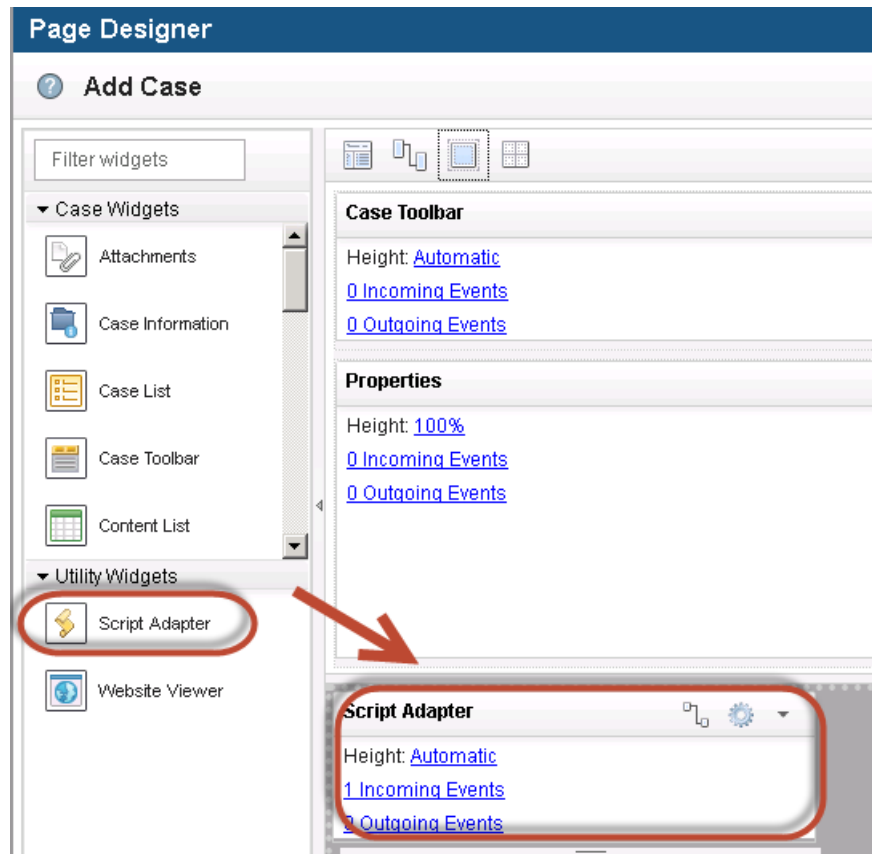 Page Designer
Add Case
Filter widgets
Case Widgets
Attachments
Case Information
Case List
Case Toolbar
Content List
Utility Widgets
Script Adapter
Website Viewer
Case Toolbar
Height: Automatic
0 Incoming Events
0 Outgoing Events
Properties
Height: 100%
0 Incoming Events
0 Outgoing Events
Script Adapter
Height: Automatic
1 Incoming Events
0 Outgoing Events